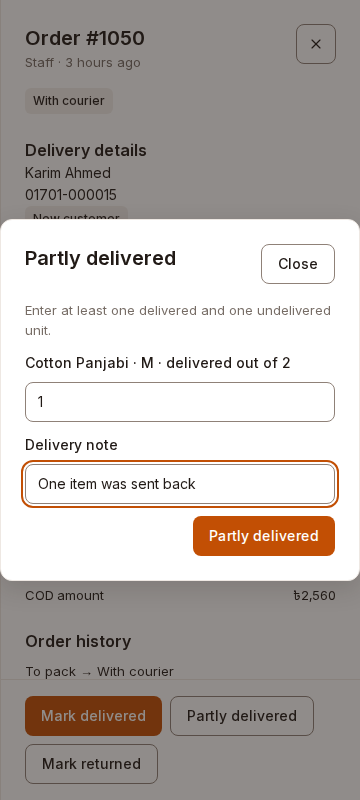 Order #1050
Staff · 3 hours ago
With courier
Delivery details
Karim Ahmed
01701-000015
New customer
Partly delivered
Close
Enter at least one delivered and one undelivered
unit.
Cotton Panjabi · M · delivered out of 2
1
Delivery note
One item was sent back
Partly delivered
COD amount
৳2,560
Order history
To pack → With courier
Mark delivered
Partly delivered
Mark returned